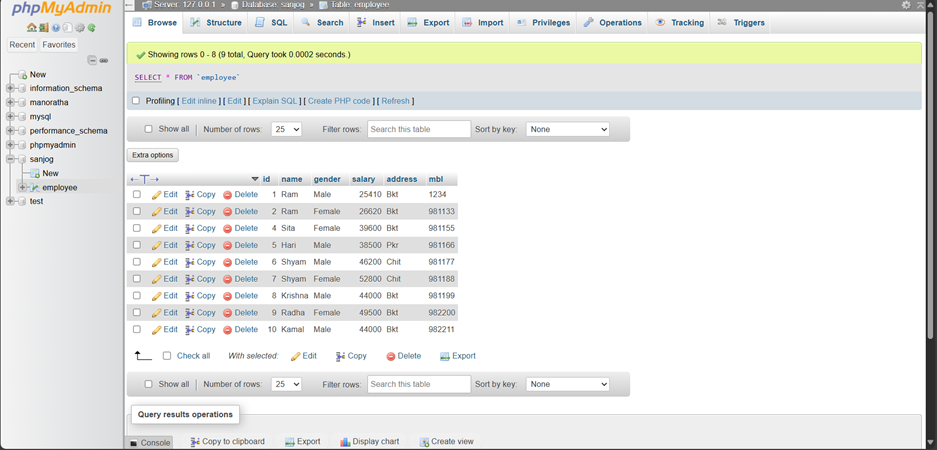 phpMyAdmin
Recent Favorites
New
information_schema
manoratha
mysql
performance_schema
phpmyadmin
sanjog
New
employee
test
Server: 127.0.0.1 » Database: sanjog » Table: employee
Browse Structure SQL Search Insert Export Import Privileges Operations Tracking Triggers
Showing rows 0 - 8 (9 total, Query took 0.0002 seconds.)
SELECT * FROM `employee`
Profiling [ Edit inline ] [ Edit ] [ Explain SQL ] [ Create PHP code ] [ Refresh ]
Show all Number of rows: 25 Filter rows: Search this table Sort by key: None
Extra options
←T→ id name gender salary address mbl
Edit Copy Delete 1 Ram Male 25410 Bkt 1234
Edit Copy Delete 2 Ram Female 26620 Bkt 981133
Edit Copy Delete 4 Sita Female 39600 Bkt 981155
Edit Copy Delete 5 Hari Male 38500 Pkr 981166
Edit Copy Delete 6 Shyam Male 46200 Chit 981177
Edit Copy Delete 7 Shyam Female 52800 Chit 981188
Edit Copy Delete 8 Krishna Male 44000 Bkt 981199
Edit Copy Delete 9 Radha Female 49500 Bkt 982200
Edit Copy Delete 10 Kamal Male 44000 Bkt 982211
Check all With selected: Edit Copy Delete Export
Show all Number of rows: 25 Filter rows: Search this table Sort by key: None
Query results operations
Console Copy to clipboard Export Display chart Create view